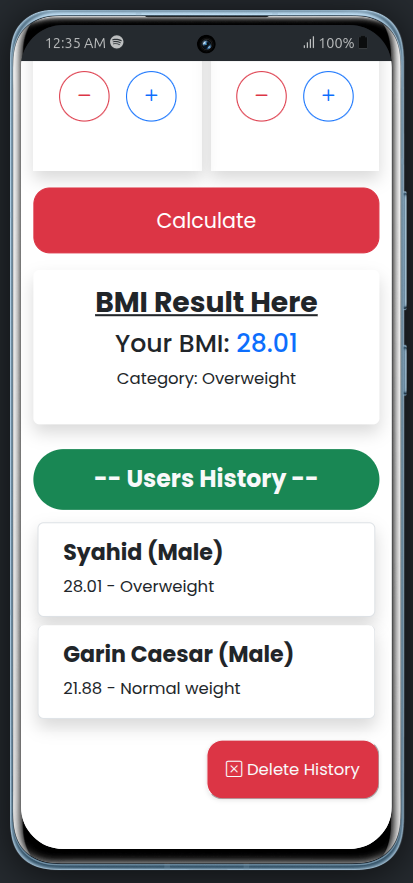 12:35 AM 100%
− + − +
Calculate
BMI Result Here
Your BMI: 28.01
Category: Overweight
-- Users History --
Syahid (Male)
28.01 - Overweight
Garin Caesar (Male)
21.88 - Normal weight
Delete History